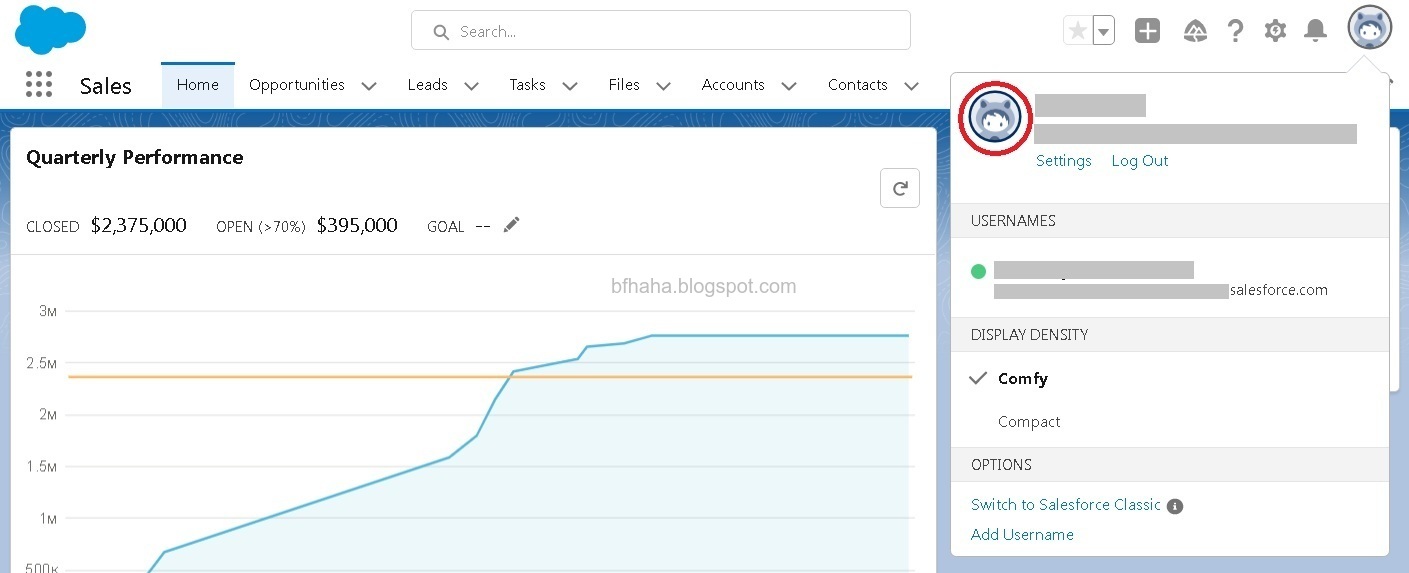 Search...
Sales Home Opportunities Leads Tasks Files Accounts Contacts
Settings Log Out
Quarterly Performance
CLOSED $2,375,000 OPEN (>70%) $395,000 GOAL --
bfhaha.blogspot.com
3M
2.5M
2M
1.5M
1M
500K
USERNAMES
salesforce.com
DISPLAY DENSITY
Comfy
Compact
OPTIONS
Switch to Salesforce Classic
Add Username